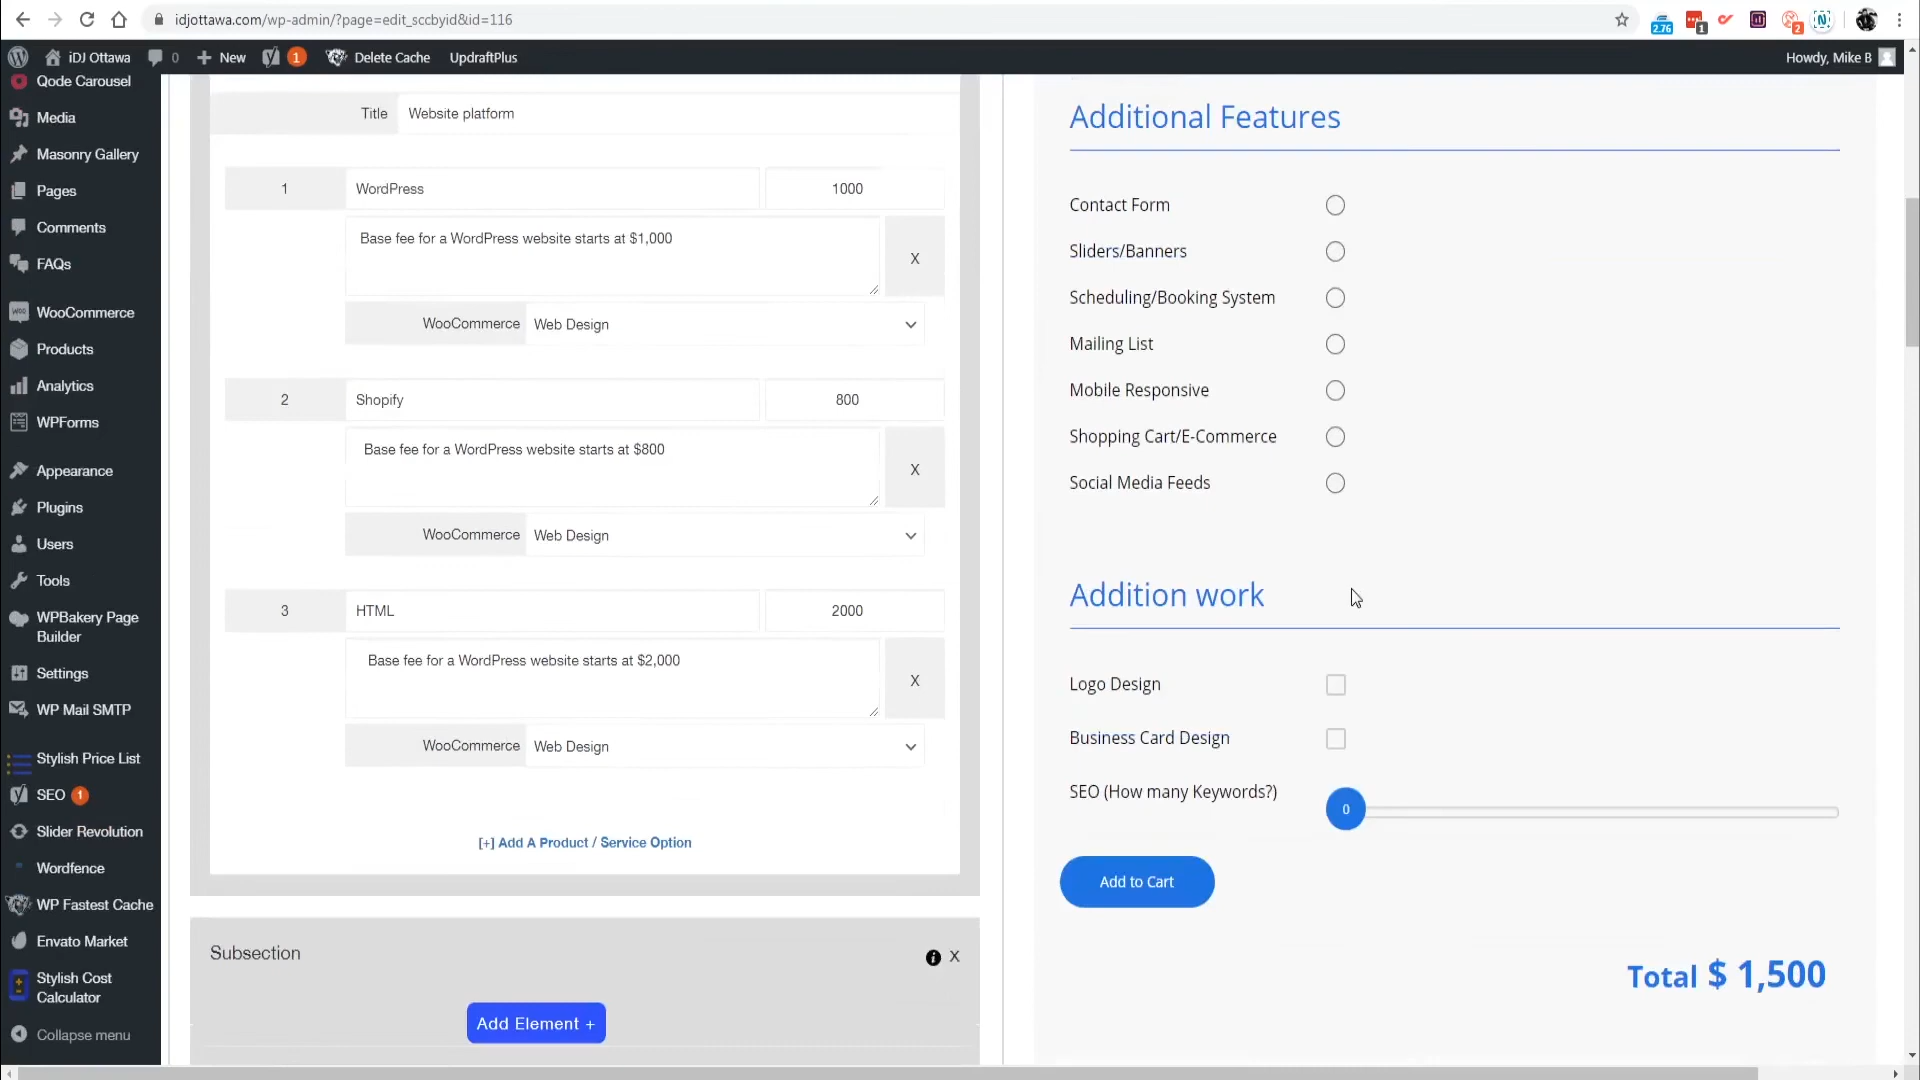 idjottawa.com/wp-admin/?page=edit_sccbyid&id=116
2.76
1
2
N
iDJ Ottawa
0
New
1
Delete Cache
UpdraftPlus
Howdy, Mike B
Qode Carousel
Media
Masonry Gallery
Pages
Comments
FAQs
WooCommerce
Products
Analytics
WPForms
Appearance
Plugins
Users
Tools
WPBakery Page
Builder
Settings
WP Mail SMTP
Stylish Price List
SEO 1
Slider Revolution
Wordfence
WP Fastest Cache
Envato Market
Stylish Cost
Calculator
Collapse menu
Title Website platform
1 WordPress 1000
Base fee for a WordPress website starts at $1,000
X
WooCommerce Web Design
2 Shopify 800
Base fee for a WordPress website starts at $800
X
WooCommerce Web Design
3 HTML 2000
Base fee for a WordPress website starts at $2,000
X
WooCommerce Web Design
[+] Add A Product / Service Option
Subsection
i X
Add Element +
Additional Features
Contact Form
Sliders/Banners
Scheduling/Booking System
Mailing List
Mobile Responsive
Shopping Cart/E-Commerce
Social Media Feeds
Addition work
Logo Design
Business Card Design
SEO (How many Keywords?)
0
Add to Cart
Total $ 1,500